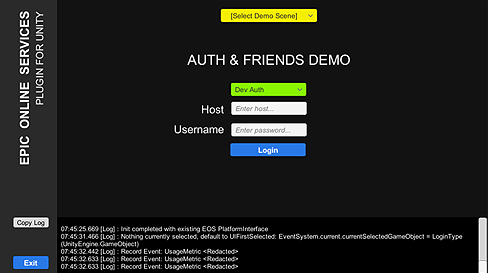 EPIC ONLINE SERVICES
PLUGIN FOR UNITY
[Select Demo Scene]
AUTH & FRIENDS DEMO
Dev Auth
Host
Enter host...
Username
Enter password...
Login
Copy Log
Exit
07:45:25.669 [Log] : Init completed with existing EOS PlatformInterface
07:45:31.466 [Log] : Nothing currently selected, default to UIFirstSelected: EventSystem.current.currentSelectedGameObject = LoginType
(UnityEngine.GameObject)
07:45:32.442 [Log] : Record Event: UsageMetric <Redacted>
07:45:32.633 [Log] : Record Event: UsageMetric <Redacted>
07:45:32.633 [Log] : Record Event: UsageMetric <Redacted>